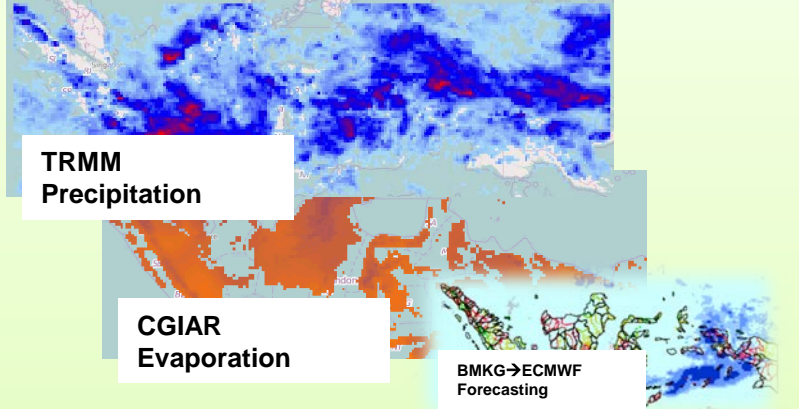 TRMM
Precipitation
CGIAR
Evaporation
BMKG→ECMWF
Forecasting